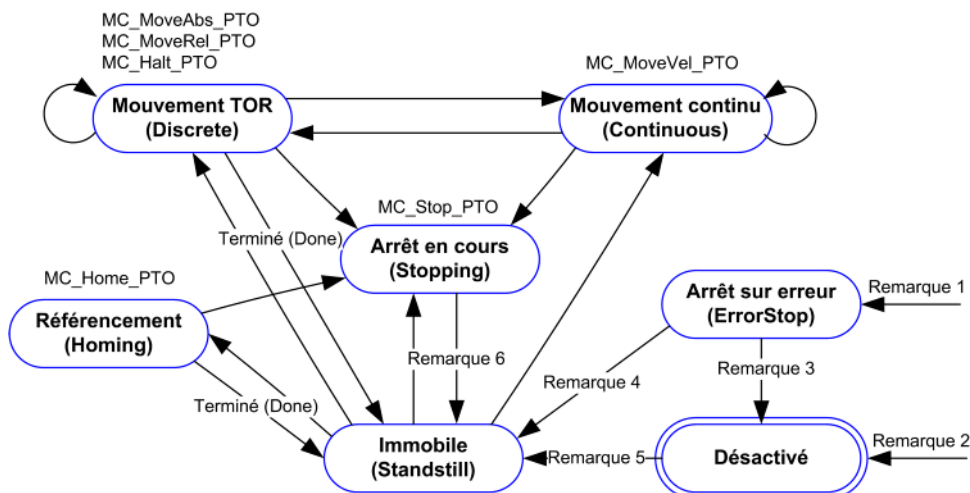 MC_MoveAbs_PTO
MC_MoveRel_PTO
MC_Halt_PTO
MC_MoveVel_PTO
Mouvement TOR
(Discrete)
Mouvement continu
(Continuous)
MC_Stop_PTO
Terminé (Done)
Arrêt en cours
(Stopping)
MC_Home_PTO
Référencement
(Homing)
Arrêt sur erreur
(ErrorStop)
Remarque 1
Remarque 6
Remarque 4
Remarque 3
Terminé (Done)
Immobile
(Standstill)
Remarque 5
Désactivé
Remarque 2